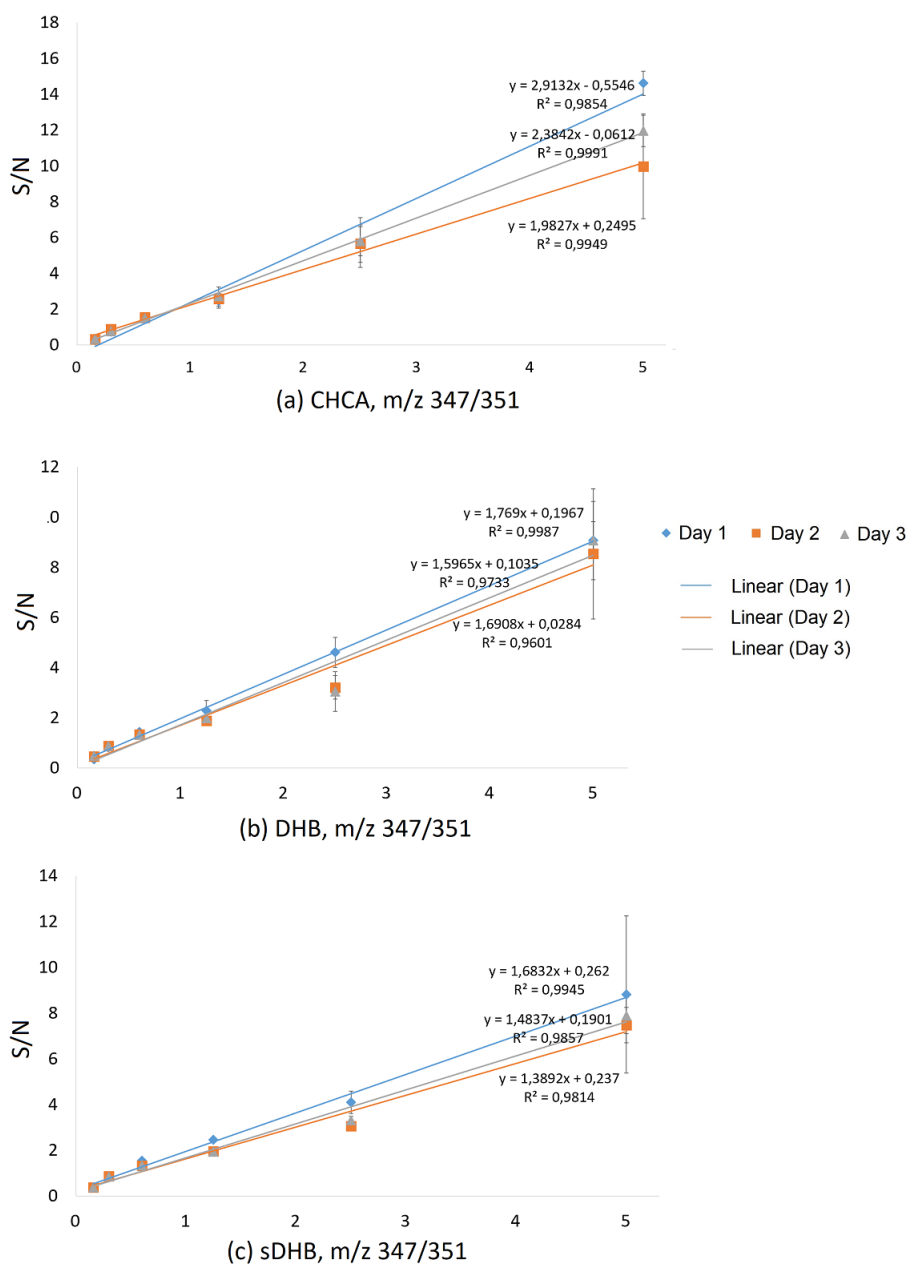 18
16
14
12
10
8
6
4
2
0
S/N
y = 2,9132x - 0,5546
R² = 0,9854
y = 2,3842x - 0,0612
R² = 0,9991
y = 1,9827x + 0,2495
R² = 0,9949
0 1 2 3 4 5
(a) CHCA, m/z 347/351
12
.0
8
6
4
2
0
S/N
y = 1,769x + 0,1967
R² = 0,9987
y = 1,5965x + 0,1035
R² = 0,9733
y = 1,6908x + 0,0284
R² = 0,9601
0 1 2 3 4 5
(b) DHB, m/z 347/351
Day 1 Day 2 Day 3
Linear (Day 1)
Linear (Day 2)
Linear (Day 3)
14
12
10
8
6
4
2
0
S/N
y = 1,6832x + 0,262
R² = 0,9945
y = 1,4837x + 0,1901
R² = 0,9857
y = 1,3892x + 0,237
R² = 0,9814
0 1 2 3 4 5
(c) sDHB, m/z 347/351